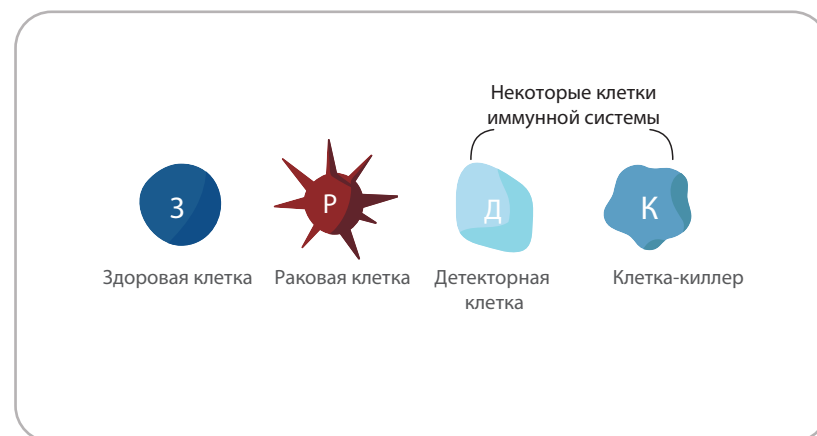 Некоторые клетки
иммунной системы
З
Р
Д
К
Здоровая клетка
Раковая клетка
Детекторная
клетка
Клетка-киллер